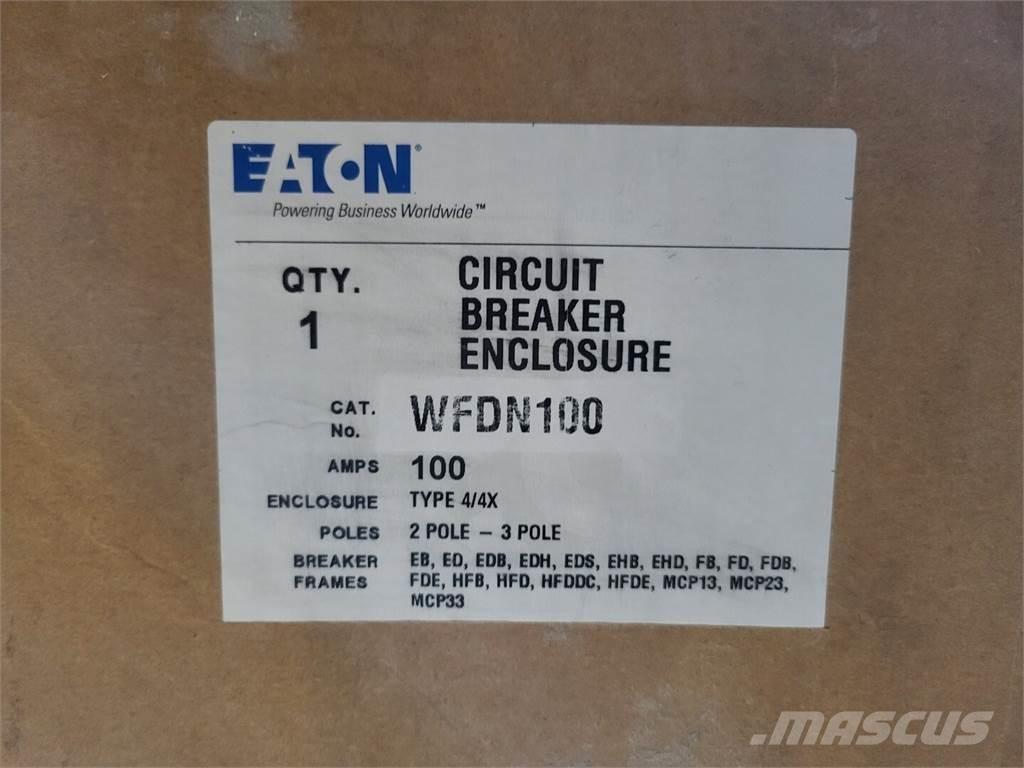 EATON®
Powering Business Worldwide™
QTY.
1
CIRCUIT
BREAKER
ENCLOSURE
CAT.
No.
WFDN100
AMPS 100
ENCLOSURE TYPE 4/4X
POLES 2 POLE – 3 POLE
BREAKER EB, ED, EDB, EDH, EDS, EHB, EHD, FB, FD, FDB,
FRAMES FDE, HFB, HFD, HFDDC, HFDE, MCP13, MCP23,
MCP33
MASCUS